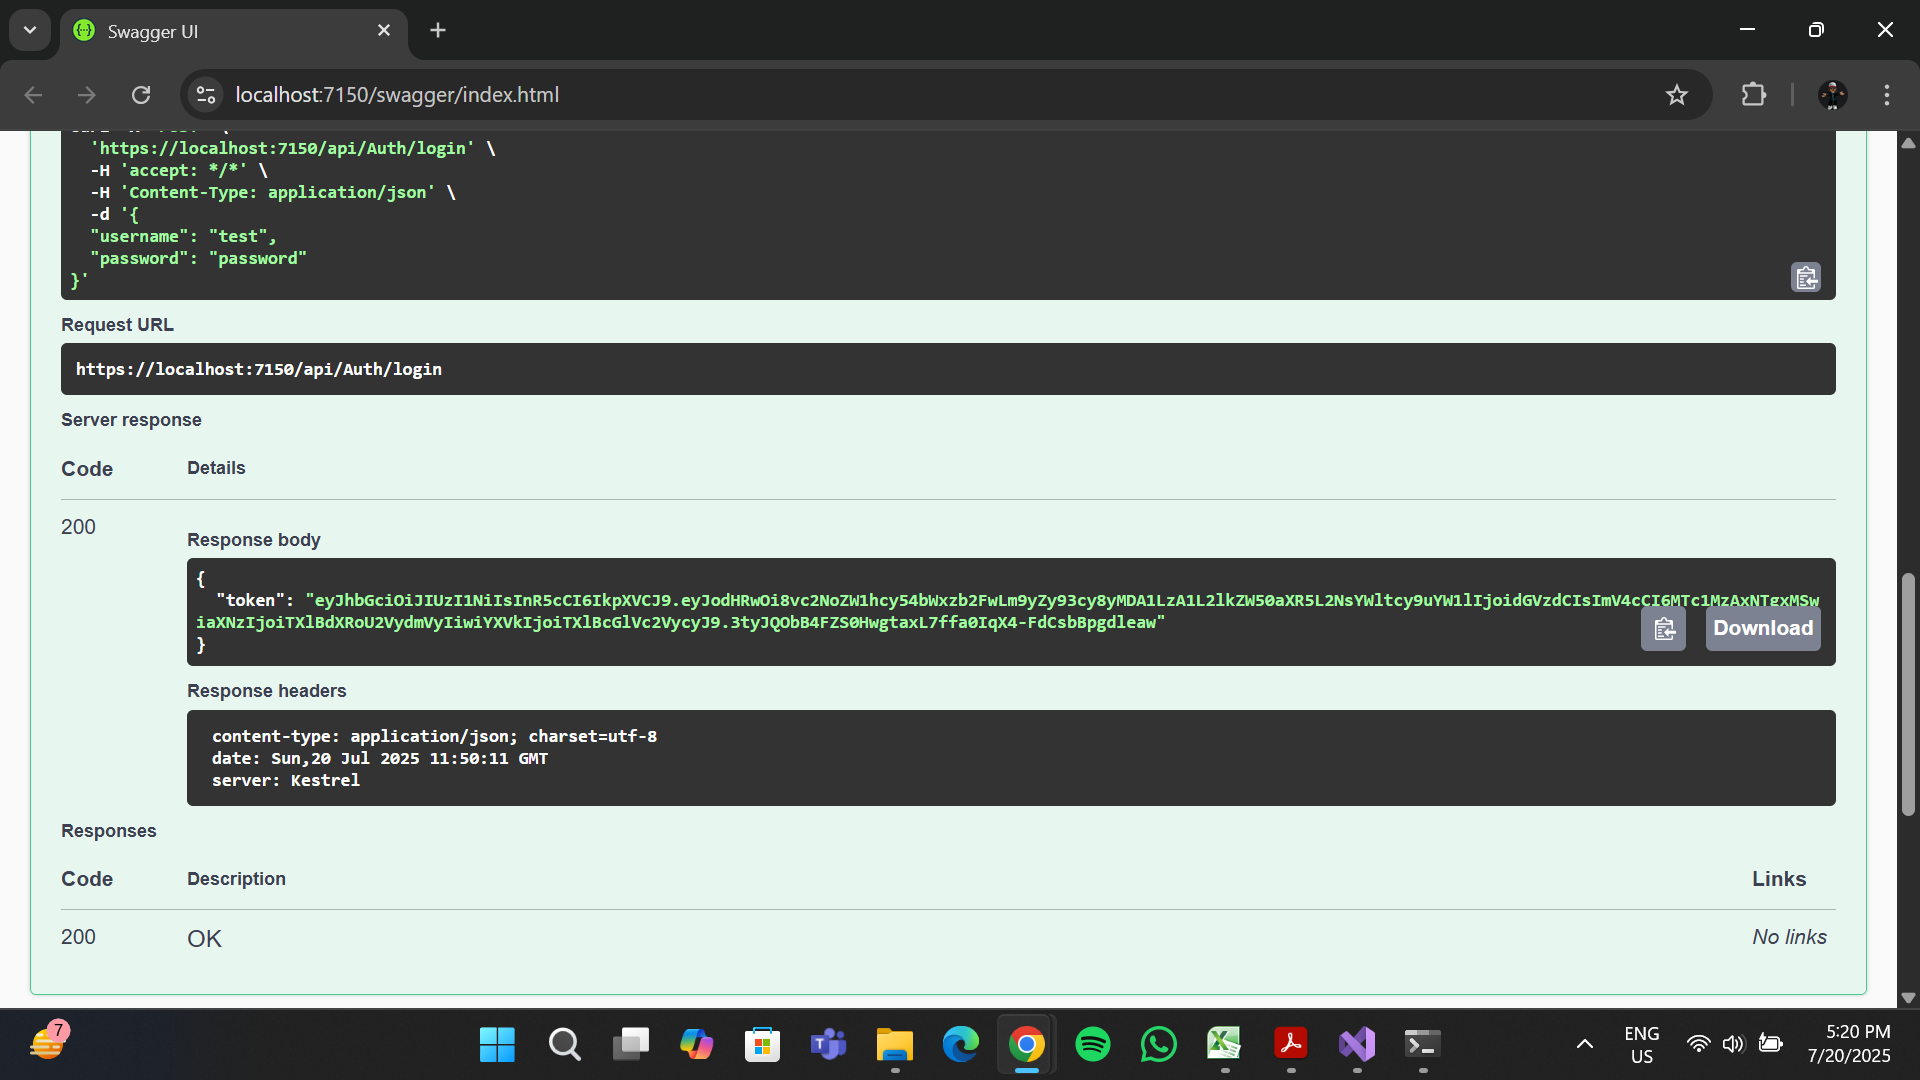 Swagger UI
localhost:7150/swagger/index.html
'https://localhost:7150/api/Auth/login' \
-H 'accept: */*' \
-H 'Content-Type: application/json' \
-d '{
"username": "test",
"password": "password"
}'
Request URL
https://localhost:7150/api/Auth/login
Server response
Code Details
200
Response body
{
"token": "eyJhbGciOiJIUzI1NiIsInR5cCI6IkpXVCJ9.eyJodHRwOi8vc2NoZW1hcy54bWxzb2FwLm9yZy93cy8yMDA1LzA1L2lkZW50aXR5L2NsYWltcy9uYW1lIjoidGVzdCIsImV4cCI6MTc1MzAxNTgxMSw
iaXNzIjoiTXlBdXRoU2VydmVyIiwiYXVkIjoiTXlBcGlVc2VycyJ9.3tyJQObB4FZS0HwgtaxL7ffa0IqX4-FdCsbBpgdleaw"
}
Download
Response headers
content-type: application/json; charset=utf-8
date: Sun,20 Jul 2025 11:50:11 GMT
server: Kestrel
Responses
Code Description Links
200 OK No links
7
ENG
US
5:20 PM
7/20/2025